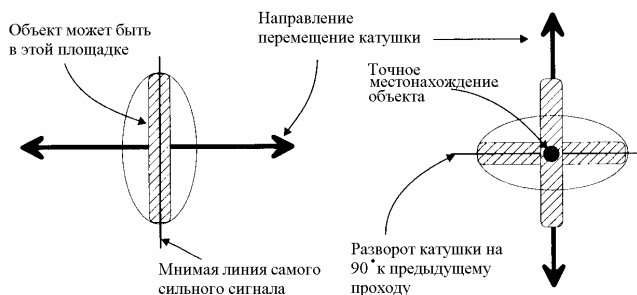 Объект может быть
в этой площадке
Направление
перемещение катушки
Точное
местонахождение
объекта
Мнимая линия самого
сильного сигнала
Разворот катушки на
90° к предыдущему
проходу